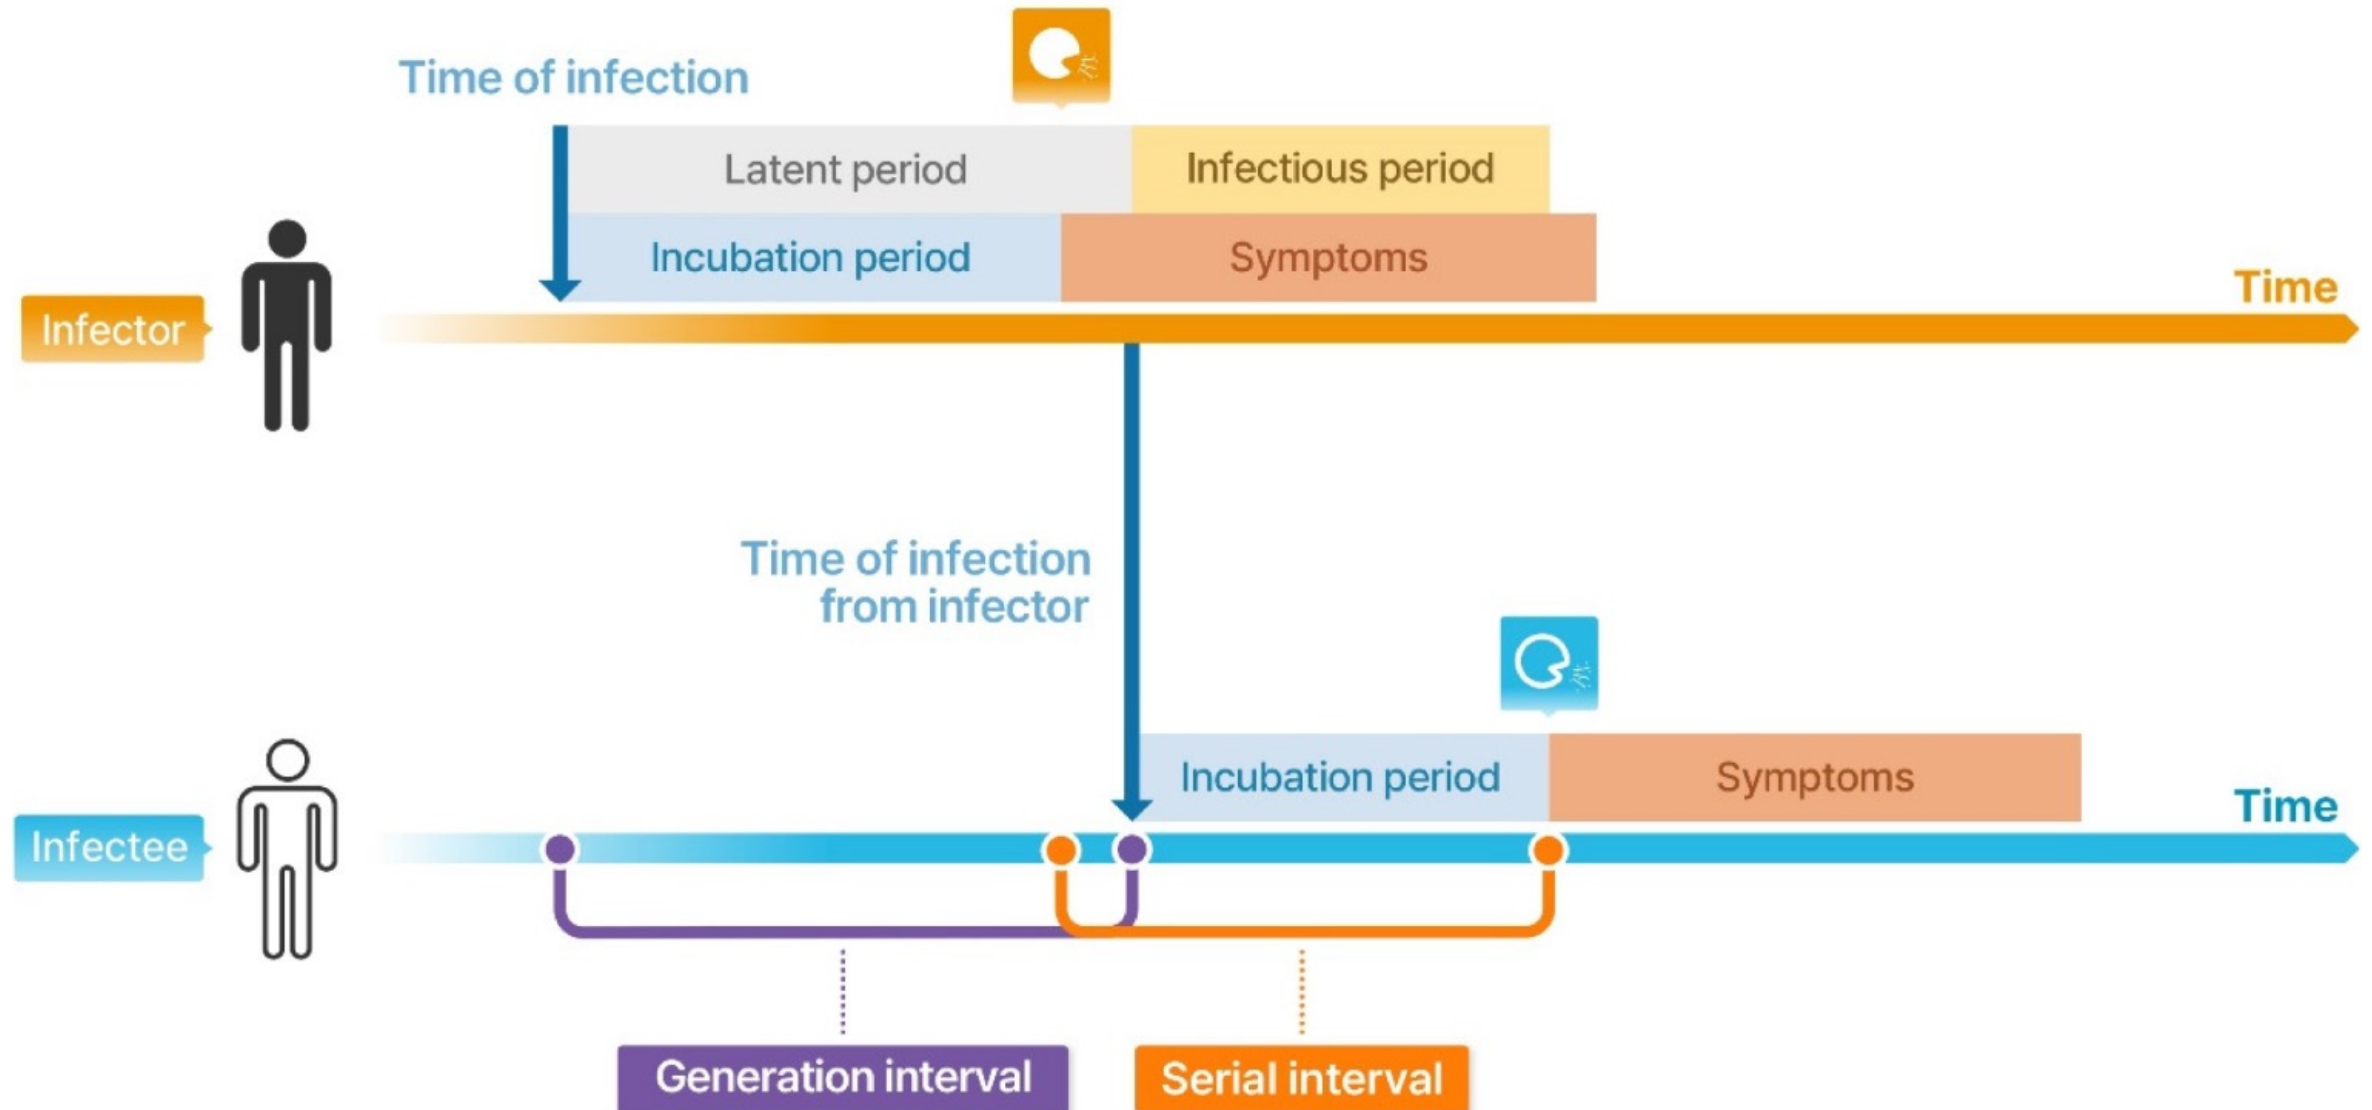 Time of infection
Latent period
Infectious period
Incubation period
Symptoms
Time
Infector
Time of infection
from infector
Incubation period
Symptoms
Time
Infectee
Generation interval
Serial interval